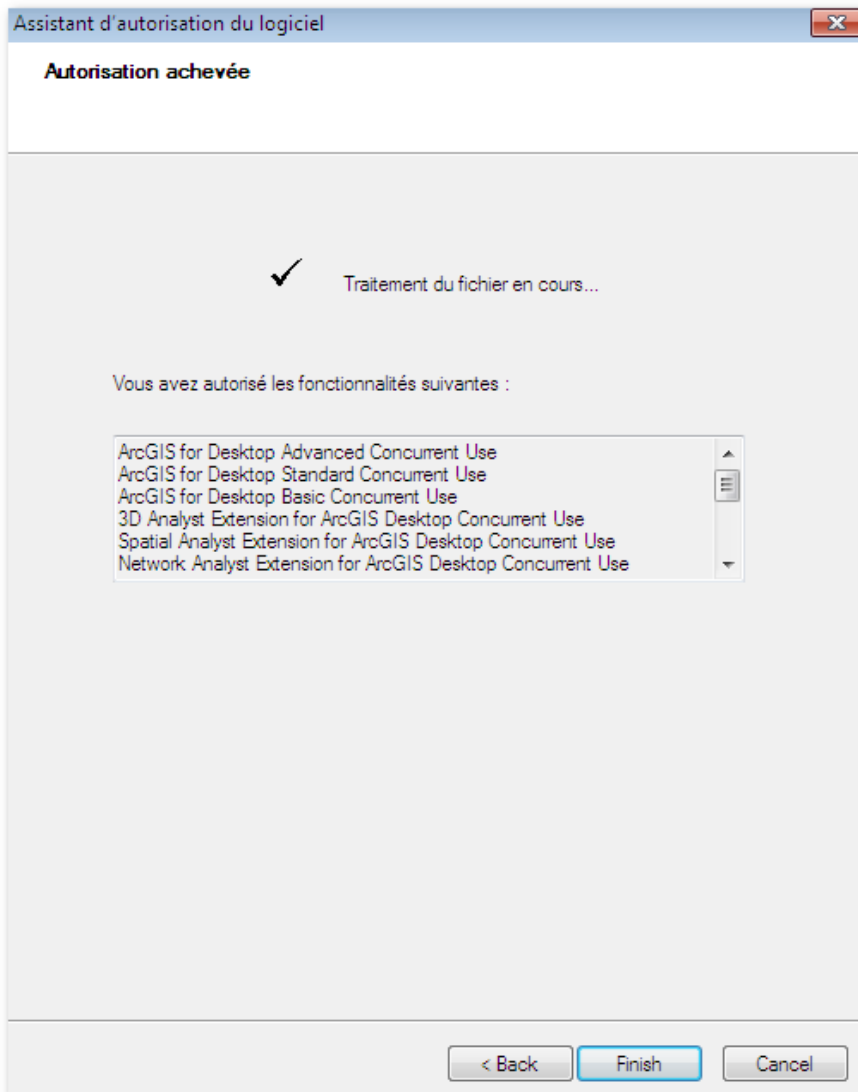 Assistant d'autorisation du logiciel
Autorisation achevée
Traitement du fichier en cours...
Vous avez autorisé les fonctionnalités suivantes :
ArcGIS for Desktop Advanced Concurrent Use
ArcGIS for Desktop Standard Concurrent Use
ArcGIS for Desktop Basic Concurrent Use
3D Analyst Extension for ArcGIS Desktop Concurrent Use
Spatial Analyst Extension for ArcGIS Desktop Concurrent Use
Network Analyst Extension for ArcGIS Desktop Concurrent Use
< Back Finish Cancel